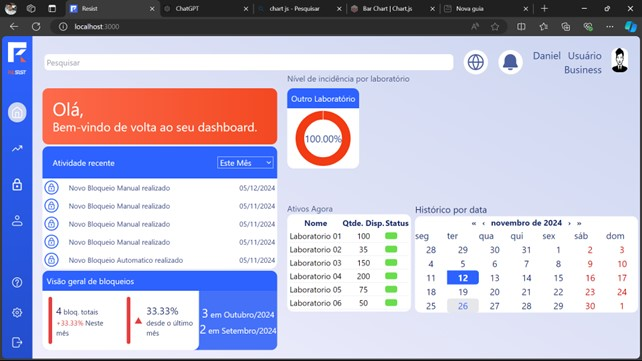 Resist
ChatGPT
chart js - Pesquisar
Bar Chart | Chart.js
Nova guia
localhost:3000
RESIST
Pesquisar
Daniel Usuário
Business
Olá,
Bem-vindo de volta ao seu dashboard.
Atividade recente
Este Mês
Novo Bloqueio Manual realizado 05/12/2024
Novo Bloqueio Manual realizado 05/11/2024
Novo Bloqueio Manual realizado 05/11/2024
Novo Bloqueio Manual realizado 05/11/2024
Novo Bloqueio Automatico realizado 05/11/2024
Visão geral de bloqueios
4 bloq. totais
+33.33% Neste
mês
33.33%
desde o último
mês
3 em Outubro/2024
2 em Setembro/2024
Nível de incidência por laboratório
Outro Laboratório
100.00%
Ativos Agora
Nome Qtde. Disp. Status
Laboratorio 01 100
Laboratorio 02 35
Laboratorio 03 150
Laboratorio 04 200
Laboratorio 05 75
Laboratorio 06 50
Histórico por data
« ‹ novembro de 2024 › »
seg ter qua qui sex sáb dom
28 29 30 31 1 2 3
4 5 6 7 8 9 10
11 12 13 14 15 16 17
18 19 20 21 22 23 24
25 26 27 28 29 30 1